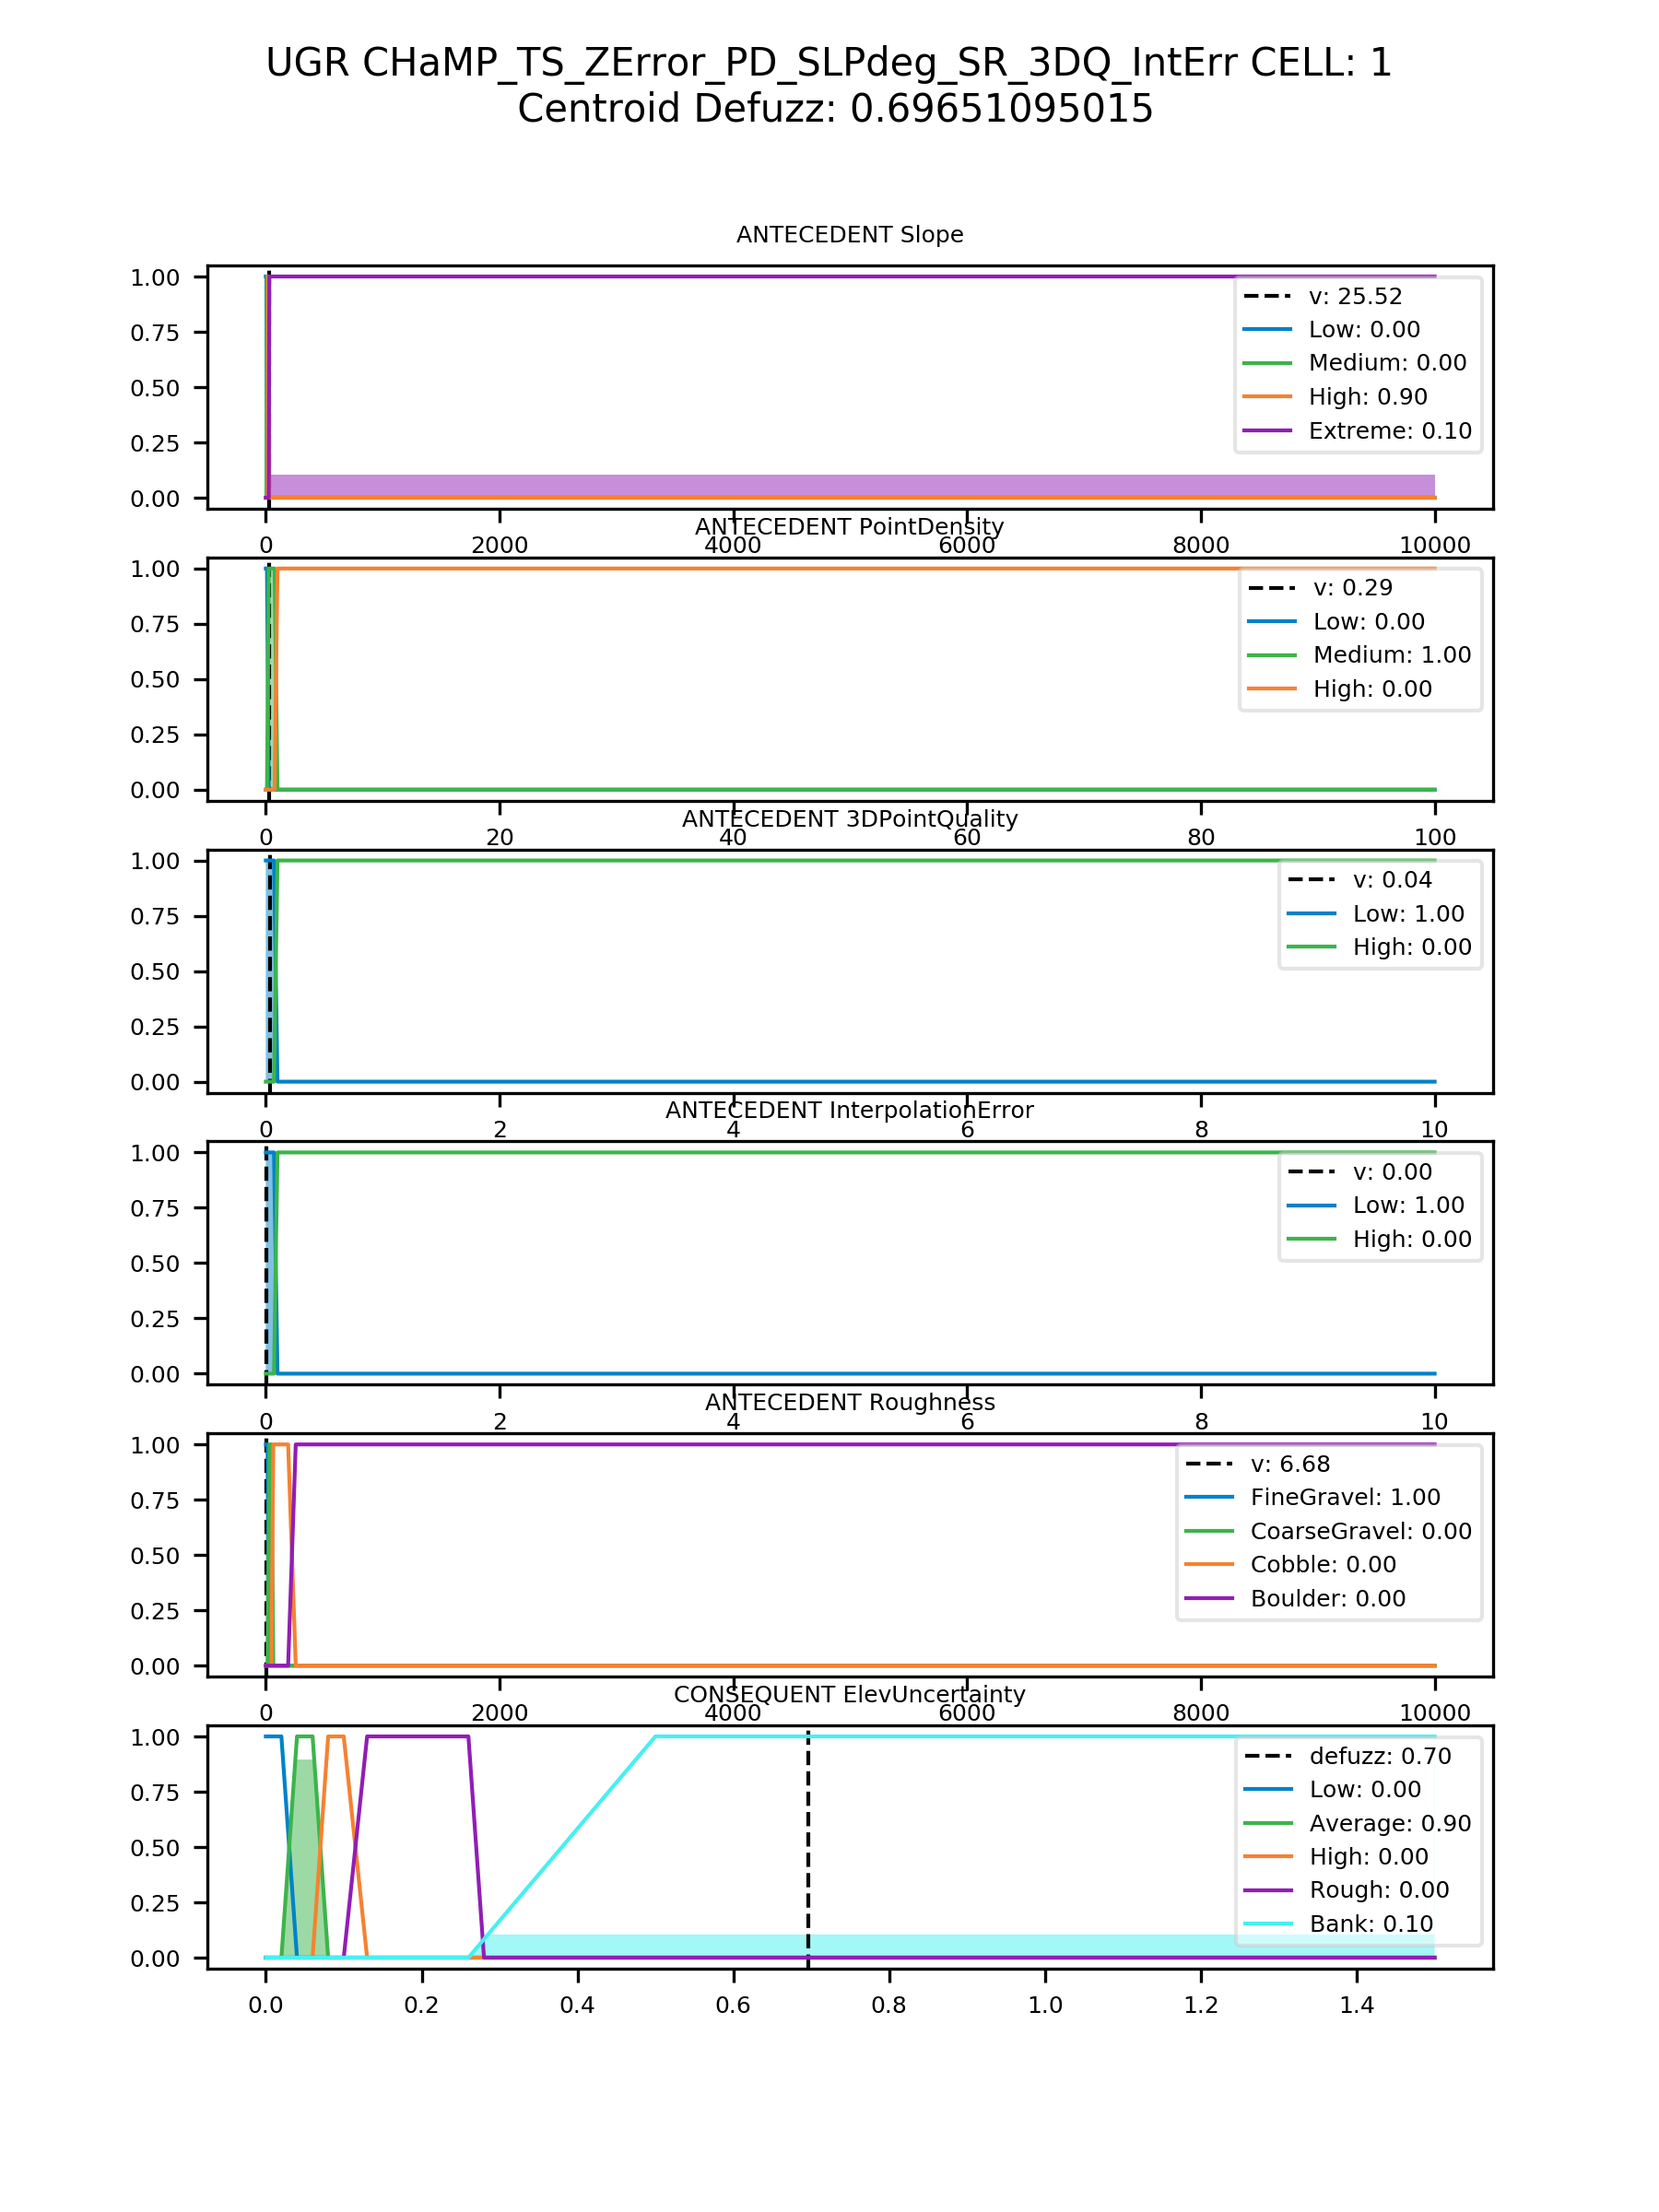 UGR CHaMP_TS_ZError_PD_SLPdeg_SR_3DQ_IntErr CELL: 1
Centroid Defuzz: 0.69651095015
ANTECEDENT Slope
1.00
0.75
0.50
0.25
0.00
v: 25.52
Low: 0.00
Medium: 0.00
High: 0.90
Extreme: 0.10
0 2000 4000 6000 8000 10000
ANTECEDENT PointDensity
1.00
0.75
0.50
0.25
0.00
v: 0.29
Low: 0.00
Medium: 1.00
High: 0.00
0 20 40 60 80 100
ANTECEDENT 3DPointQuality
1.00
0.75
0.50
0.25
0.00
v: 0.04
Low: 1.00
High: 0.00
0 2 4 6 8 10
ANTECEDENT InterpolationError
1.00
0.75
0.50
0.25
0.00
v: 0.00
Low: 1.00
High: 0.00
0 2 4 6 8 10
ANTECEDENT Roughness
1.00
0.75
0.50
0.25
0.00
v: 6.68
FineGravel: 1.00
CoarseGravel: 0.00
Cobble: 0.00
Boulder: 0.00
0 2000 4000 6000 8000 10000
CONSEQUENT ElevUncertainty
1.00
0.75
0.50
0.25
0.00
defuzz: 0.70
Low: 0.00
Average: 0.90
High: 0.00
Rough: 0.00
Bank: 0.10
0.0 0.2 0.4 0.6 0.8 1.0 1.2 1.4